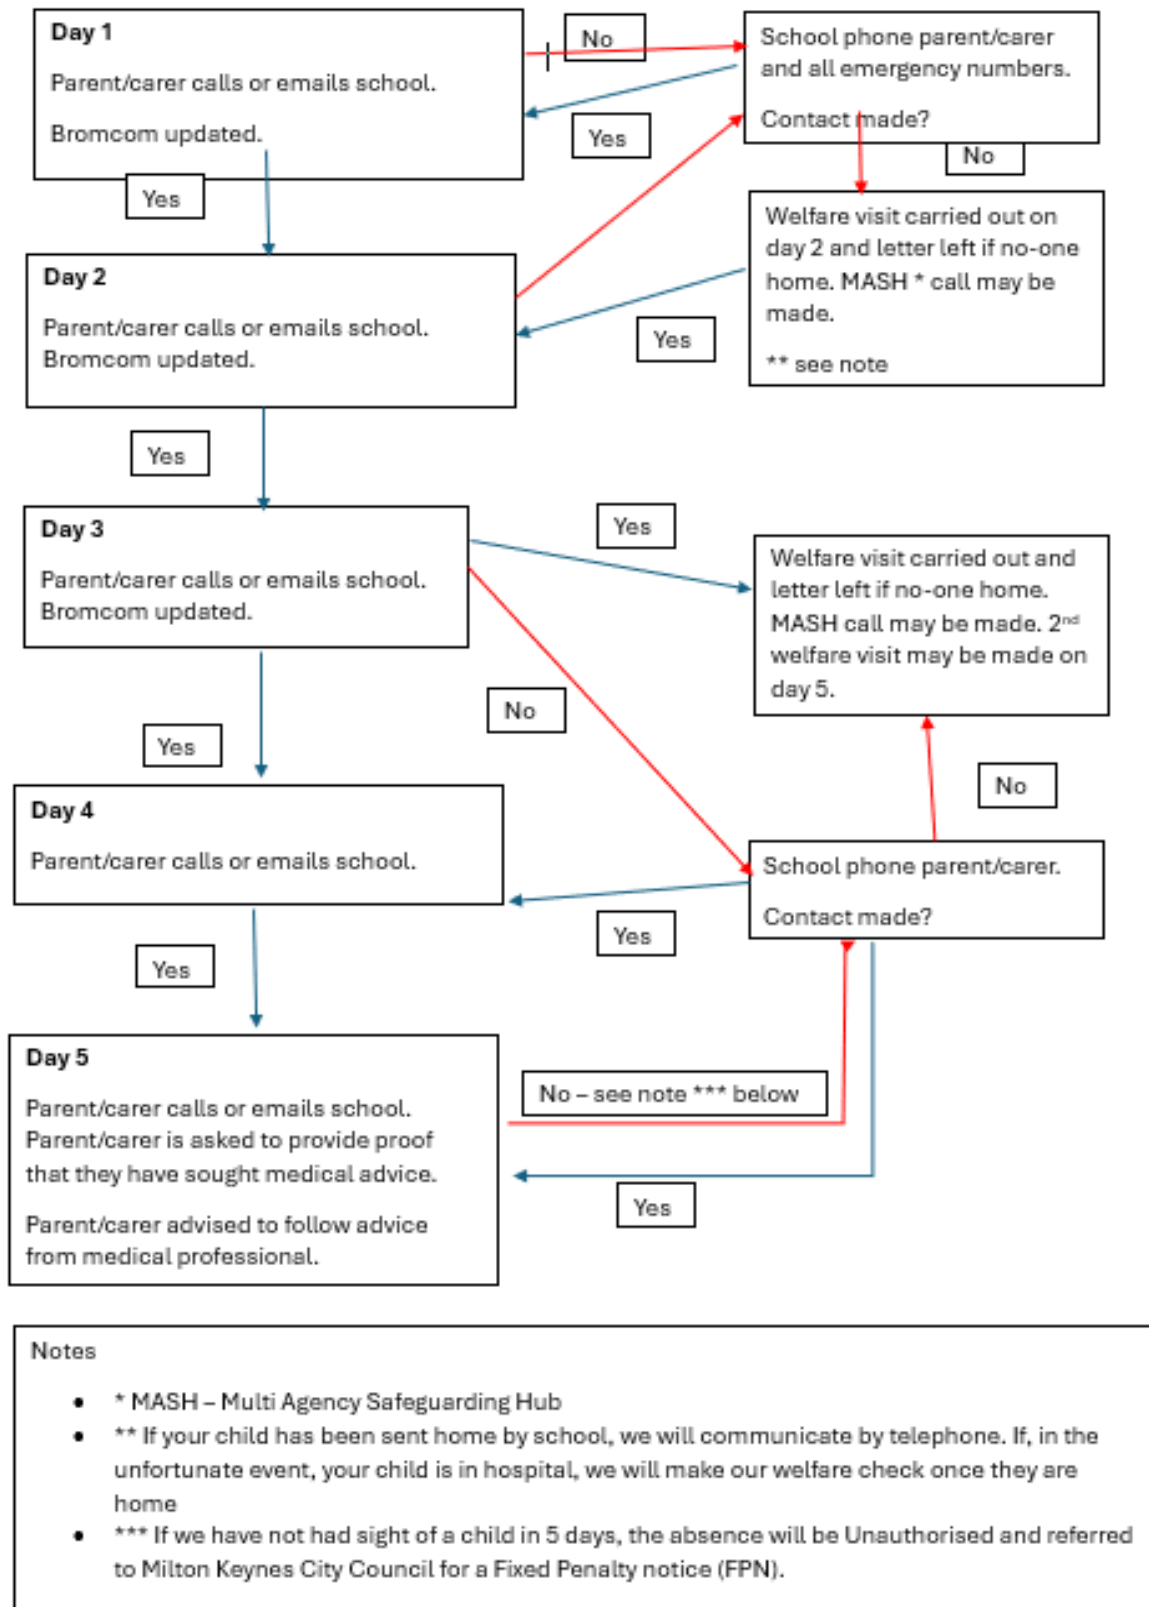 Day 1
Parent/carer calls or emails school.
Bromcom updated.
No
School phone parent/carer
and all emergency numbers.
Contact made?
Yes
No
Yes
Welfare visit carried out on
day 2 and letter left if no-one
home. MASH * call may be
made.
** see note
Day 2
Parent/carer calls or emails school.
Bromcom updated.
Yes
Yes
Day 3
Parent/carer calls or emails school.
Bromcom updated.
Yes
Welfare visit carried out and
letter left if no-one home.
MASH call may be made. 2nd
welfare visit may be made on
day 5.
No
Yes
No
Day 4
Parent/carer calls or emails school.
School phone parent/carer.
Contact made?
Yes
Yes
Day 5
Parent/carer calls or emails school.
Parent/carer is asked to provide proof
that they have sought medical advice.
Parent/carer advised to follow advice
from medical professional.
No – see note *** below
Yes
Notes
• * MASH – Multi Agency Safeguarding Hub
• ** If your child has been sent home by school, we will communicate by telephone. If, in the
unfortunate event, your child is in hospital, we will make our welfare check once they are
home
• *** If we have not had sight of a child in 5 days, the absence will be Unauthorised and referred
to Milton Keynes City Council for a Fixed Penalty notice (FPN).